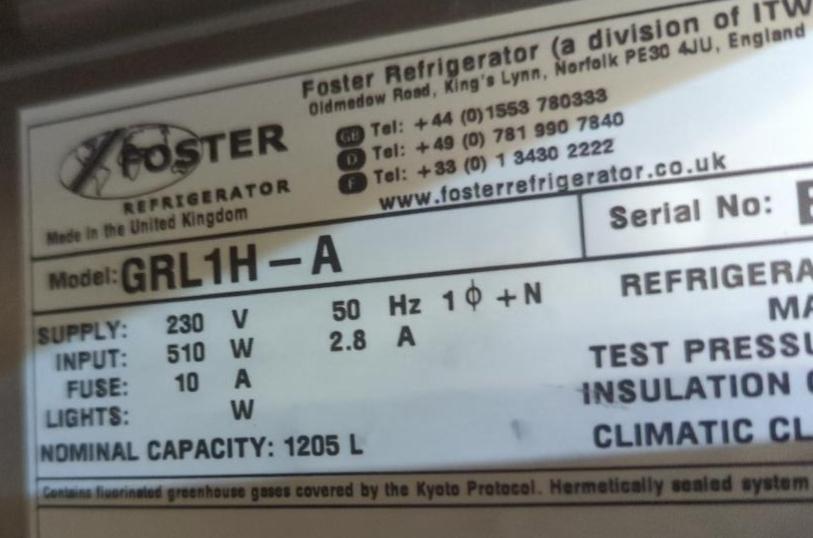 Foster Refrigerator (a division of ITW
Oldmedow Road, King's Lynn, Norfolk PE30 4JU, England
FOSTER
REFRIGERATOR
GB Tel: +44 (0)1553 780333
D Tel: +49 (0) 781 990 7840
F Tel: +33 (0) 1 3430 2222
www.fosterrefrigerator.co.uk
Made in the United Kingdom
Serial No:
Model: GRL1H-A
SUPPLY: 230 V 50 Hz 1 ϕ + N
INPUT: 510 W 2.8 A
FUSE: 10 A
LIGHTS: W
NOMINAL CAPACITY: 1205 L
REFRIGERA
MA
TEST PRESSU
INSULATION
CLIMATIC CL
Contains fluorinated greenhouse gases covered by the Kyoto Protocol. Hermetically sealed system